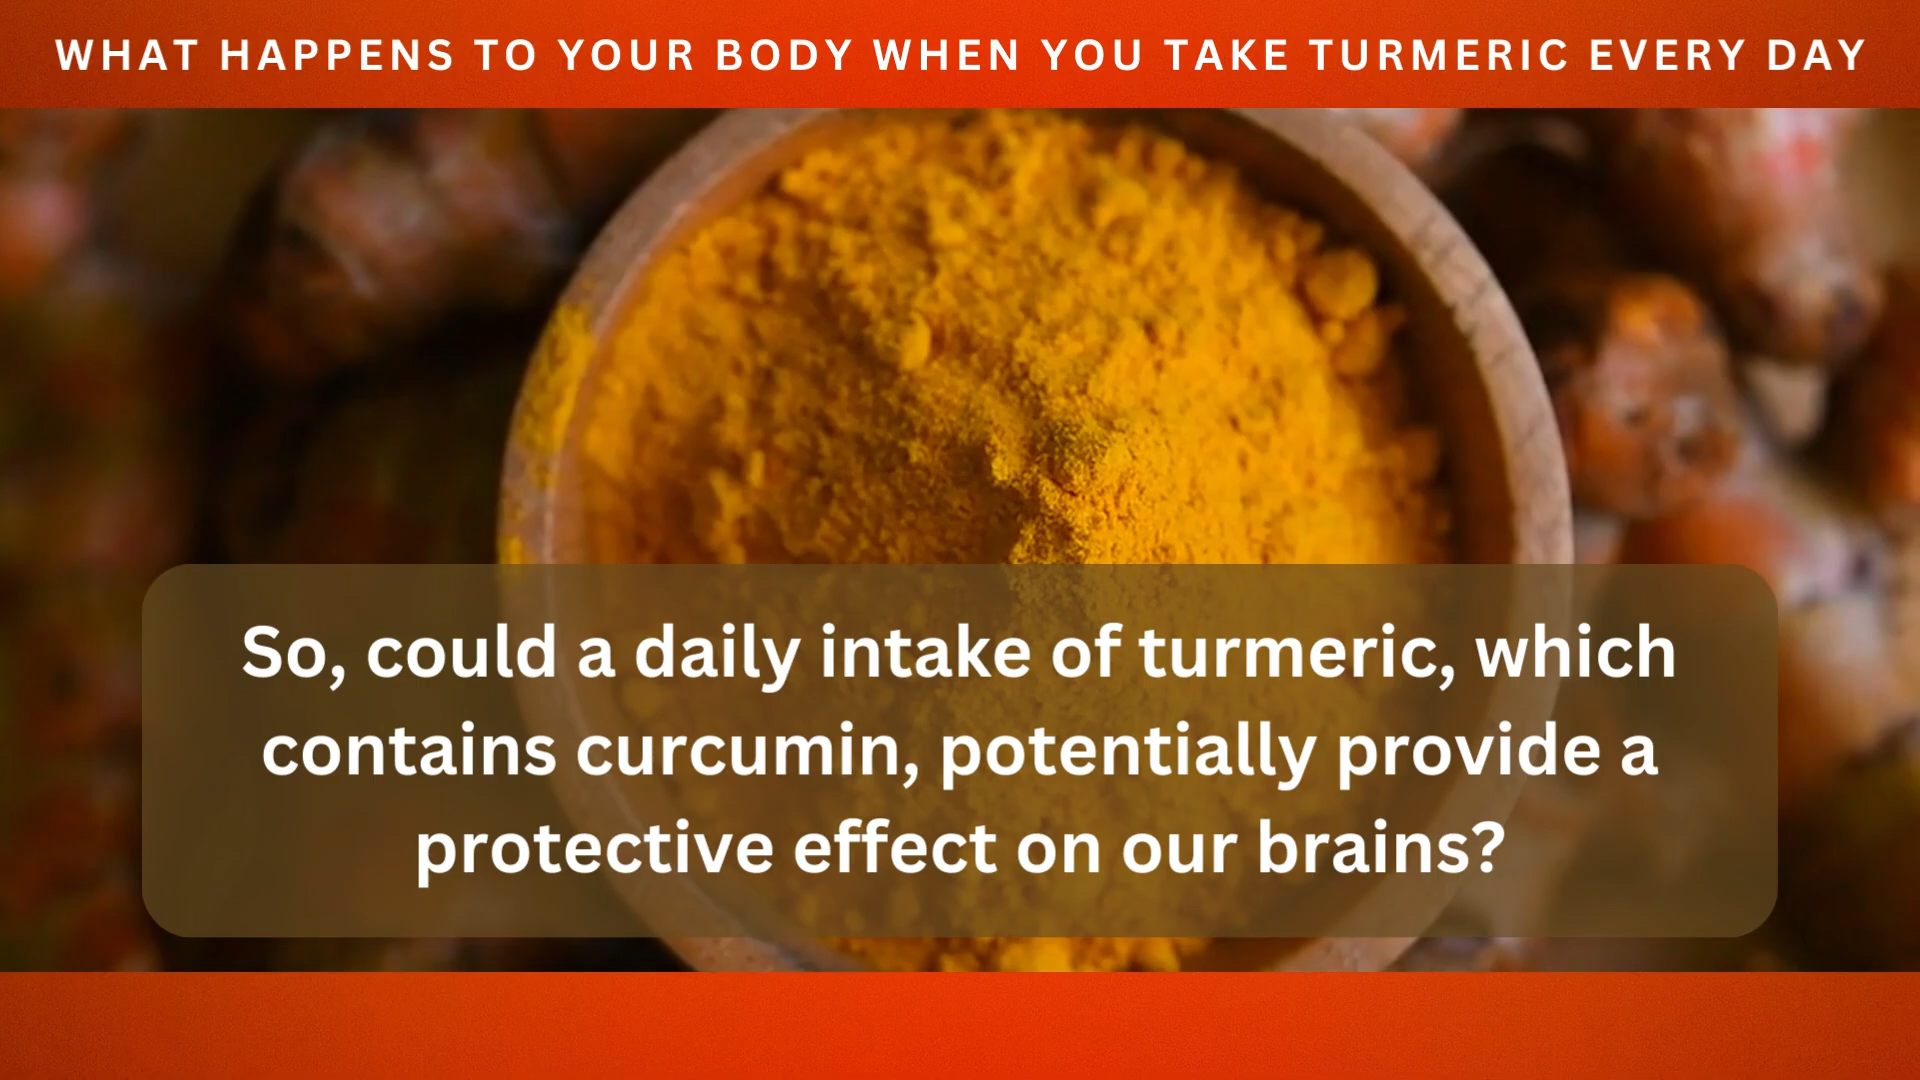 WHAT HAPPENS TO YOUR BODY WHEN YOU TAKE TURMERIC EVERY DAY
So, could a daily intake of turmeric, which
contains curcumin, potentially provide a
protective effect on our brains?